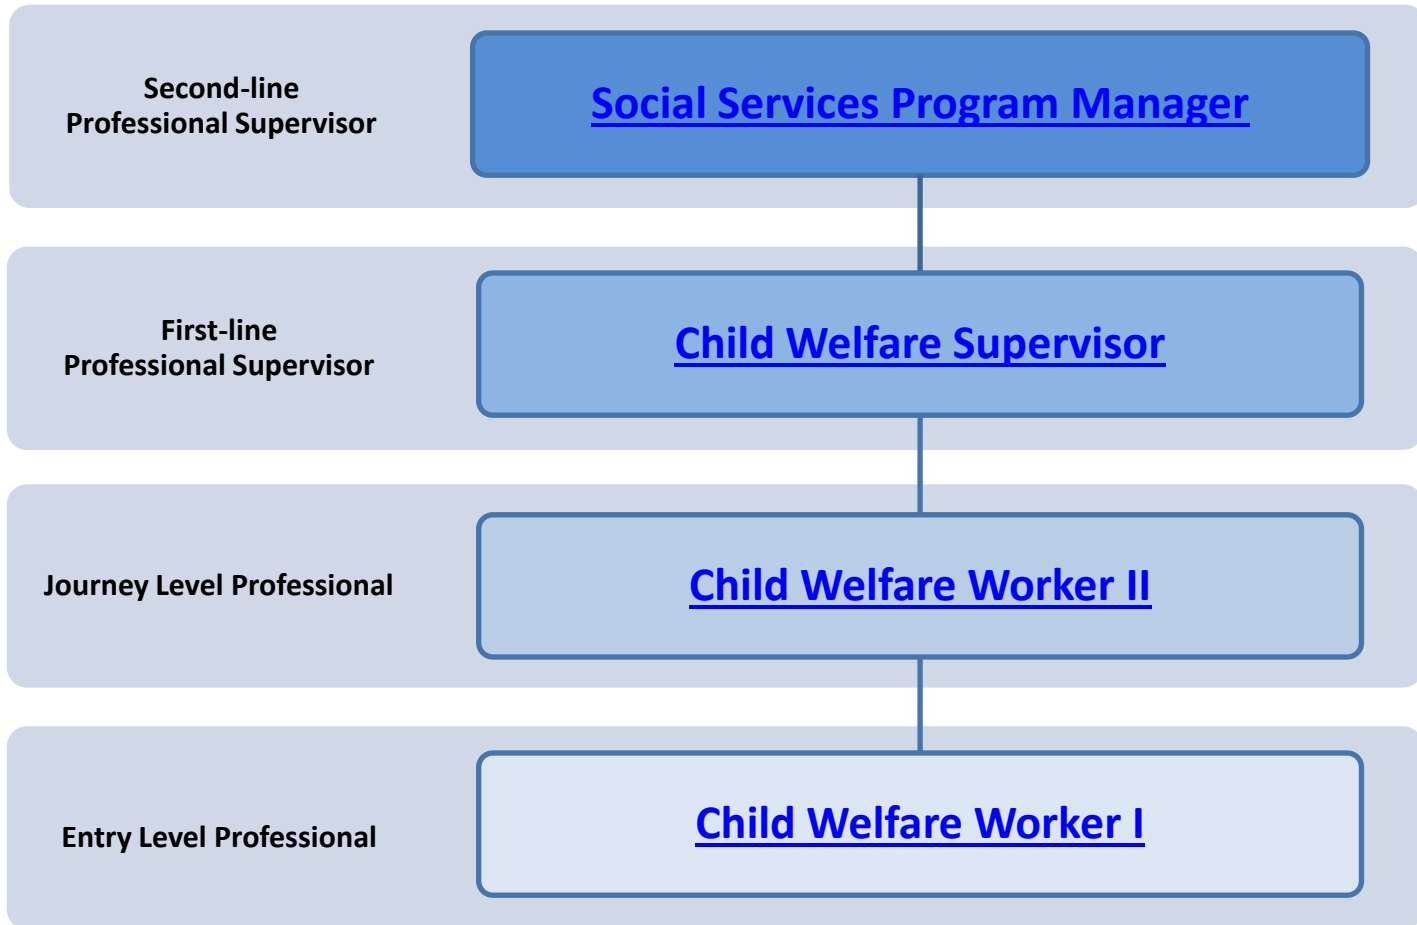 Second-line
Professional Supervisor
Social Services Program Manager
First-line
Professional Supervisor
Child Welfare Supervisor
Journey Level Professional
Child Welfare Worker II
Entry Level Professional
Child Welfare Worker I